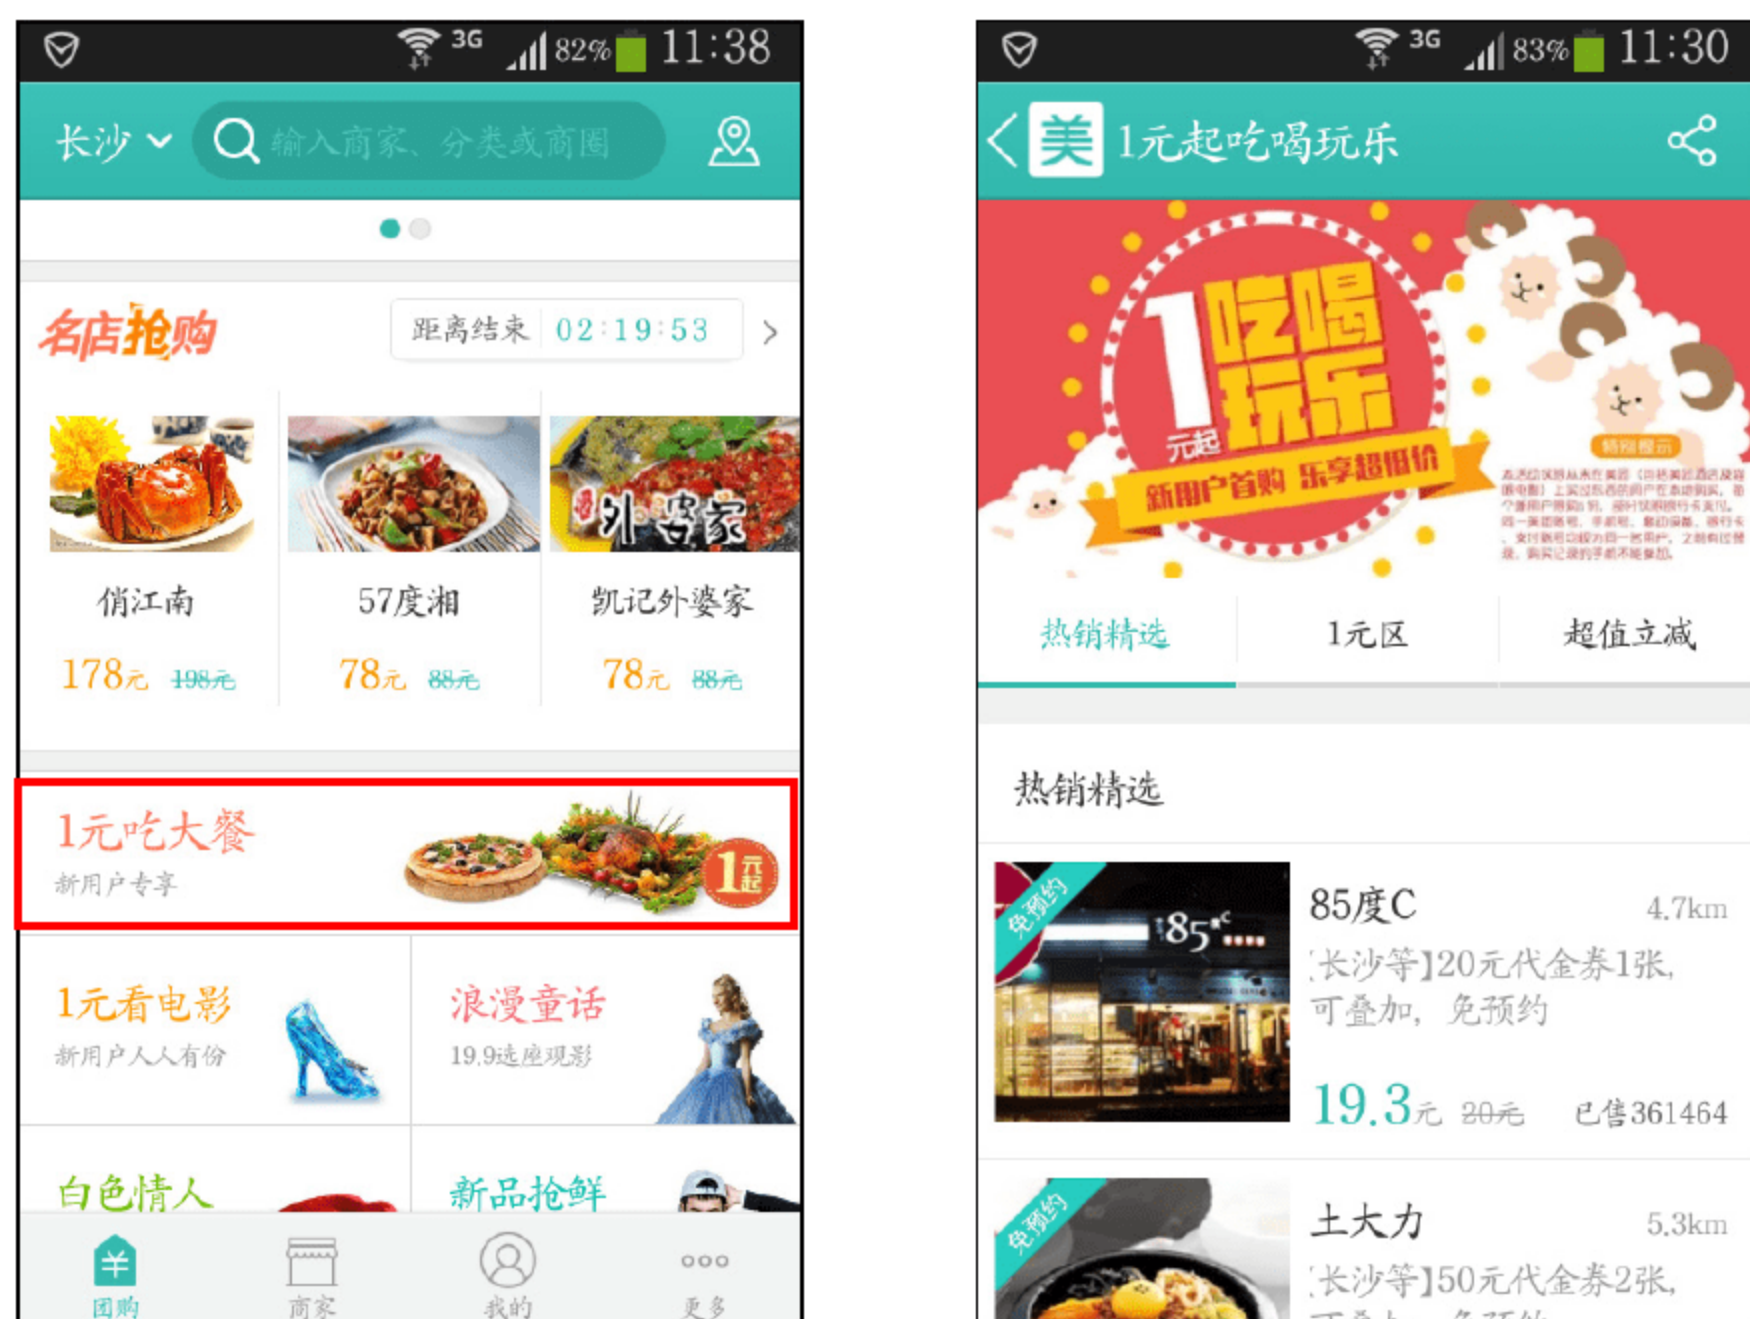 3G 82% 11:38
长沙
输入商家、分类或商圈
名店抢购
距离结束 02:19:53
外婆家
俏江南
57度湘
凯记外婆家
178元 198元
78元 88元
78元 88元
1元吃大餐
新用户专享
1元起
1元看电影
新用户人人有份
浪漫童话
19.9选座观影
白色情人
新品抢鲜
团购
商家
我的
更多
3G 83% 11:30
美 1元起吃喝玩乐
1元起
吃喝
玩乐
新用户首购 乐享超低价
特别提示
热销精选
1元区
超值立减
热销精选
免预约
85°C
85度C
4.7km
[长沙等]20元代金券1张,
可叠加，免预约
19.3元 20元 已售361464
免预约
土大力
5.3km
[长沙等]50元代金券2张,